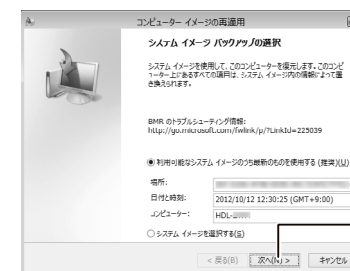 コンピューター イメージの再適用
システム イメージ バックアップの選択
システム イメージを使用して、このコンピューターを復元します。このコンピ
ューター上にあるすべての項目は、システム イメージ内の情報によって置
き換えられます。
BMR のトラブルシューティング情報:
http://go.microsoft.com/fwlink/p/?LinkId=225039
利用可能なシステム イメージのうち最新のものを使用する (推奨)(U)
場所:
日付と時刻: 2012/10/12 12:30:25 (GMT+9:00)
コンピューター: HDL-
システム イメージを選択する(S)
< 戻る(B) 次へ(N) > キャンセル